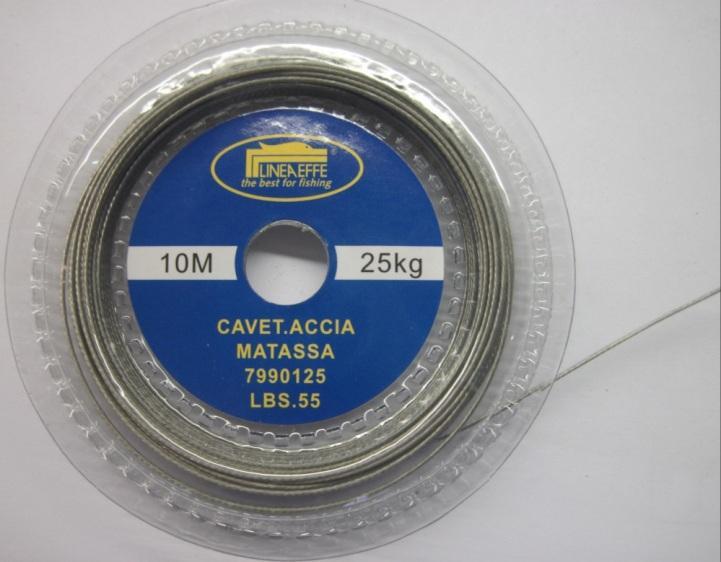 LINEAEFFE®
the best for fishing
10M 25kg
CAVET.ACCIA
MATASSA
7990125
LBS.55